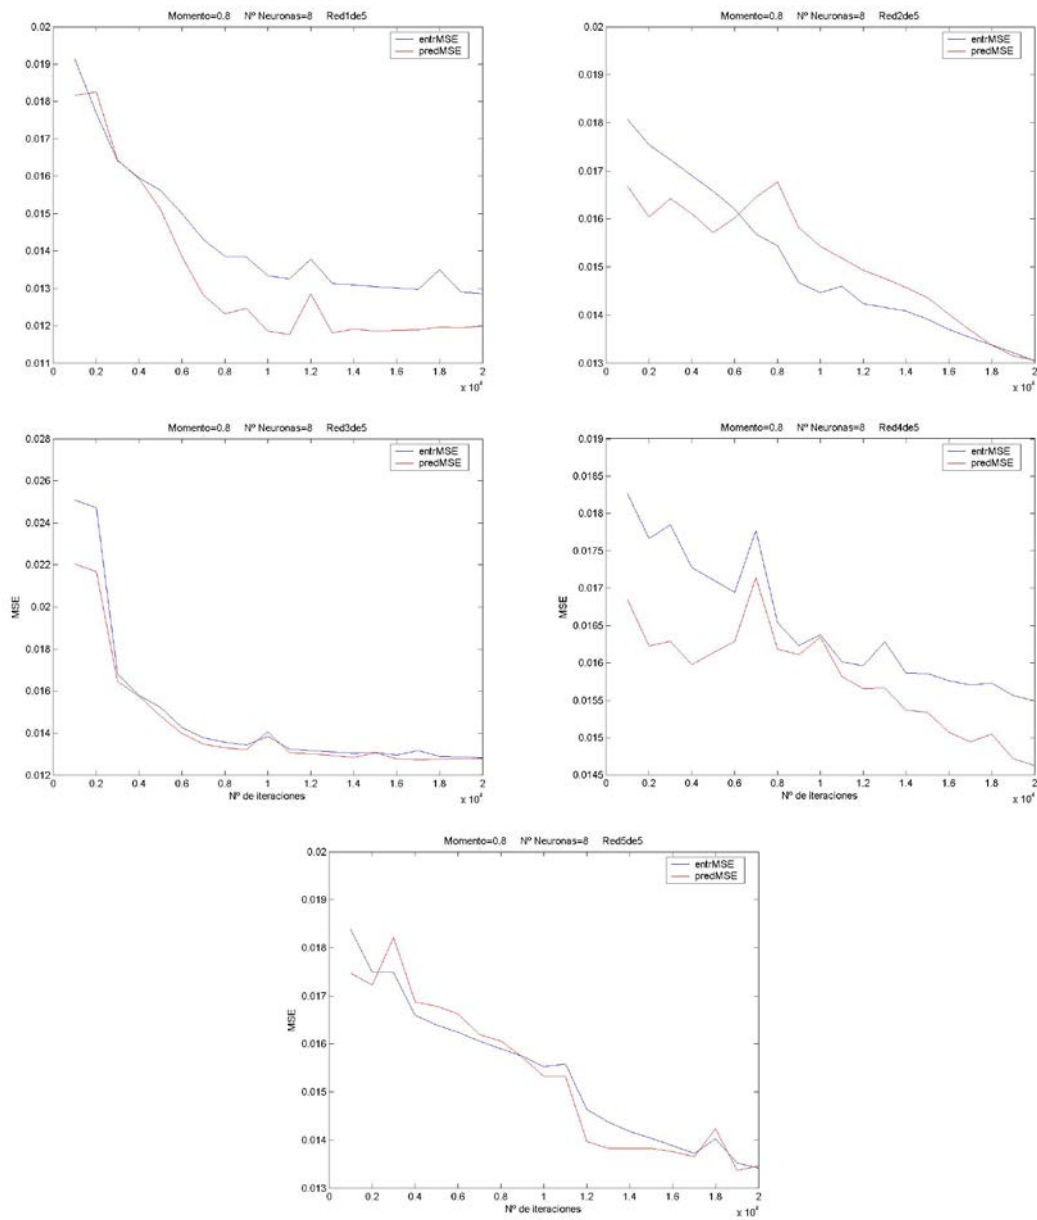 Momento=0.8 Nº Neuronas=8 Red1de5
0.02
0.019
0.018
0.017
0.016
0.015
0.014
0.013
0.012
0.011
entrMSE
predMSE
0 0.2 0.4 0.6 0.8 1 1.2 1.4 1.6 1.8 2
x 10⁴
Momento=0.8 Nº Neuronas=8 Red2de5
0.02
0.019
0.018
0.017
0.016
0.015
0.014
0.013
entrMSE
predMSE
0 0.2 0.4 0.6 0.8 1 1.2 1.4 1.6 1.8 2
x 10⁴
Momento=0.8 Nº Neuronas=8 Red3de5
0.028
0.026
0.024
0.022
0.02
0.018
0.016
0.014
0.012
MSE
entrMSE
predMSE
0 0.2 0.4 0.6 0.8 1 1.2 1.4 1.6 1.8 2
Nº de iteraciones
x 10⁴
Momento=0.8 Nº Neuronas=8 Red4de5
0.019
0.0185
0.018
0.0175
0.017
0.0165
0.016
0.0155
0.015
0.0145
MSE
entrMSE
predMSE
0 0.2 0.4 0.6 0.8 1 1.2 1.4 1.6 1.8 2
Nº de iteraciones
x 10⁴
Momento=0.8 Nº Neuronas=8 Red5de5
0.02
0.019
0.018
0.017
0.016
0.015
0.014
0.013
MSE
entrMSE
predMSE
0 0.2 0.4 0.6 0.8 1 1.2 1.4 1.6 1.8 2
Nº de iteraciones
x 10⁴